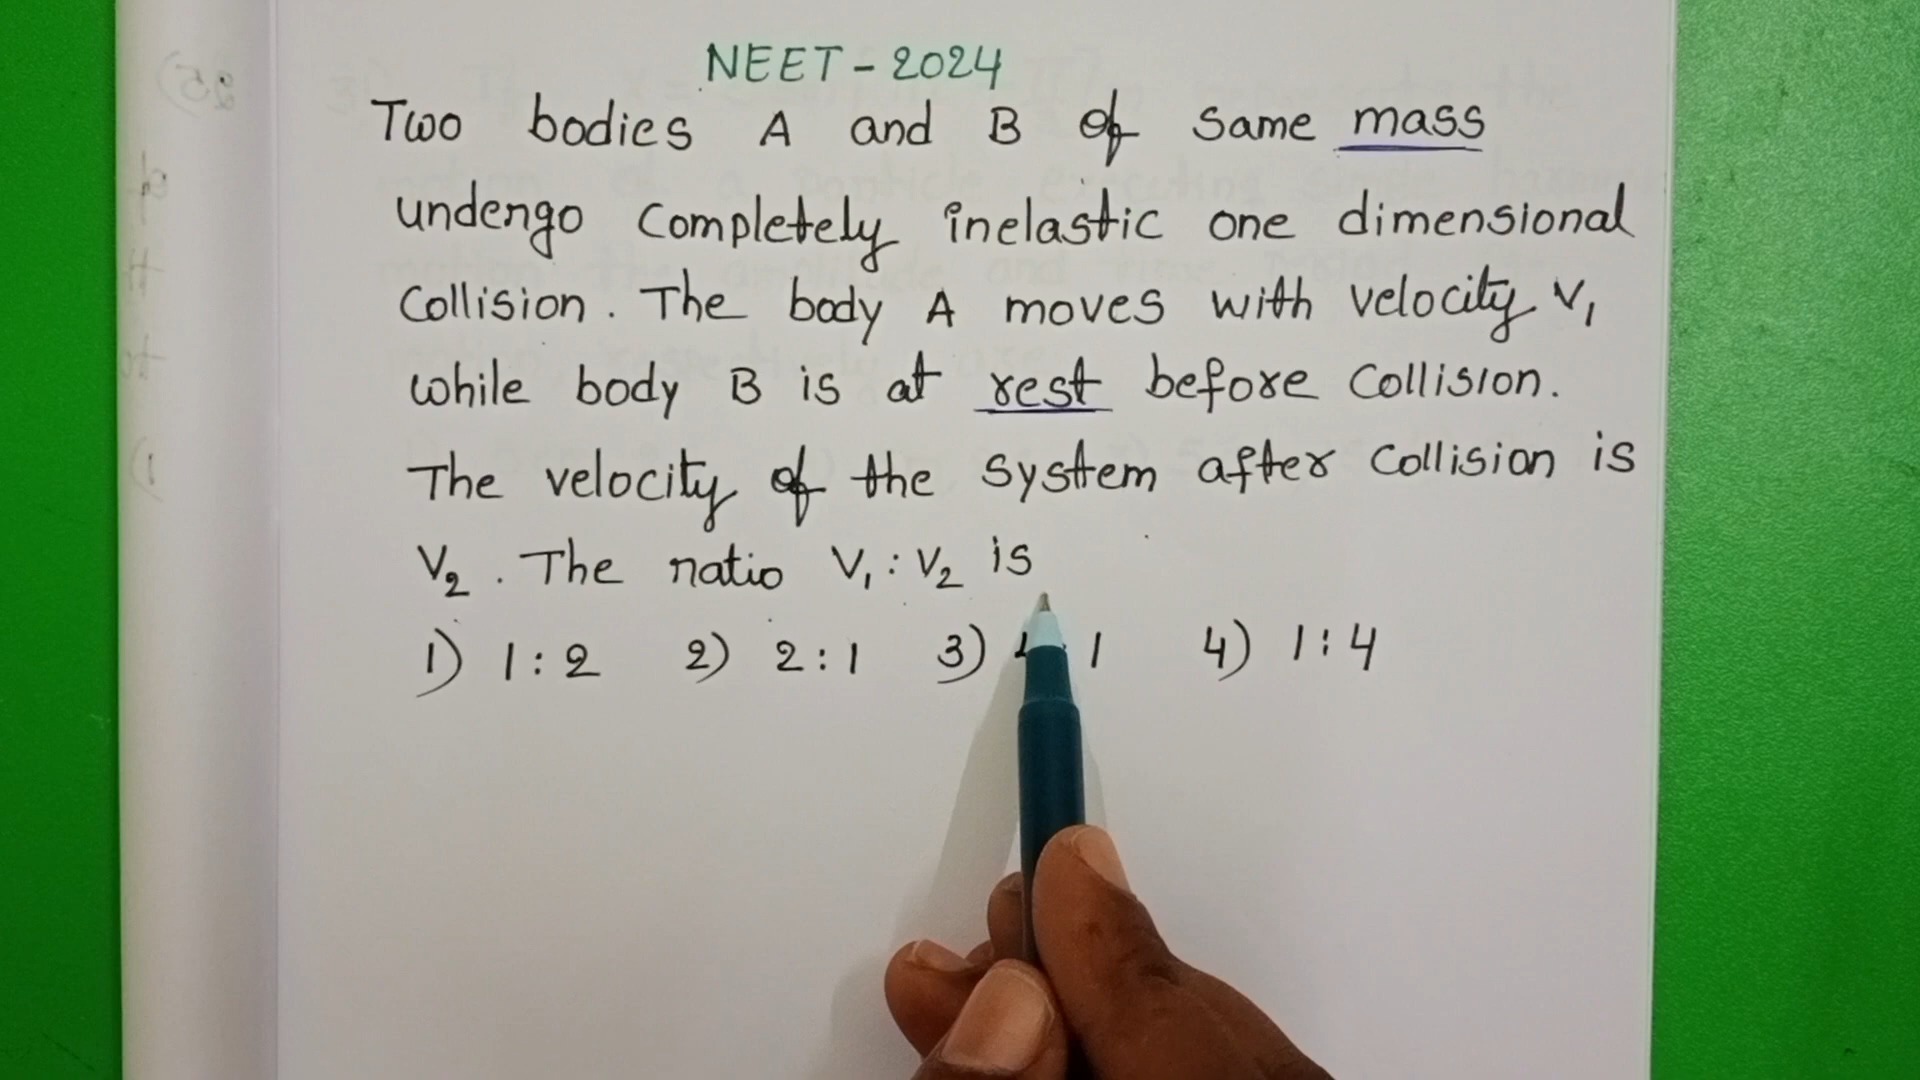 NEET - 2024
Two bodies A and B of same mass
undengo completely inelastic one dimensional
Collision. The body A moves with velocity V₁
while body B is at rest before Collision.
The velocity of the system after Collision is
V₂. The ratio V₁ : V₂ is
1) 1 : 2 2) 2 : 1 3) 1 4) 1 : 4
25)